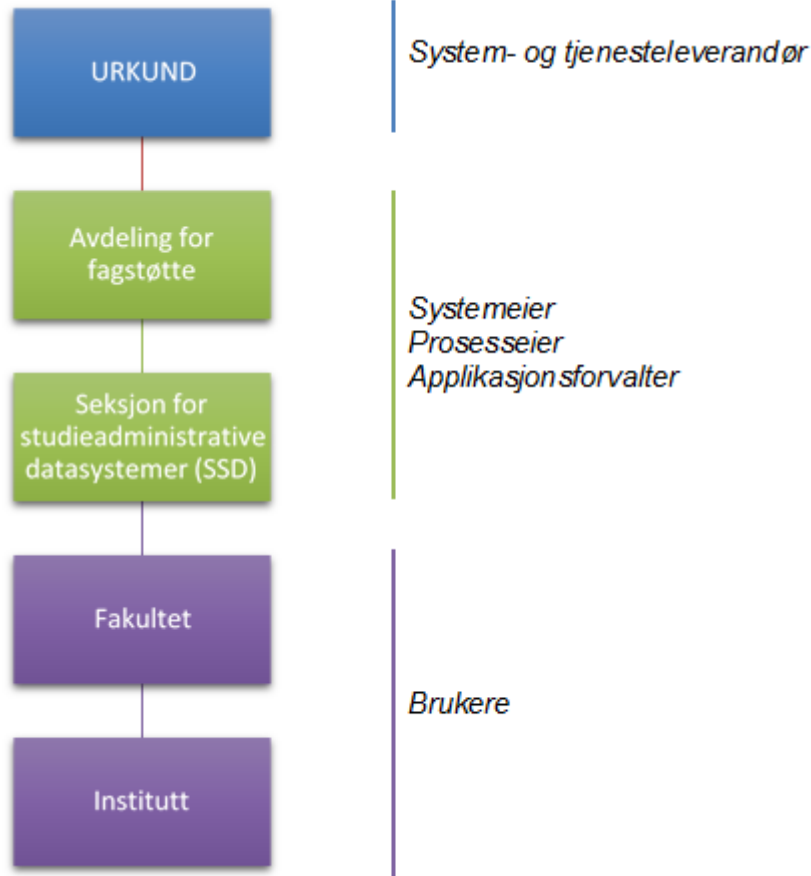 URKUND
System- og tjenesteleverandør
Avdeling for
fagstøtte
Systemeier
Prosesseier
Applikasjonsforvalter
Seksjon for
studieadministrative
datasystemer (SSD)
Fakultet
Brukere
Institutt